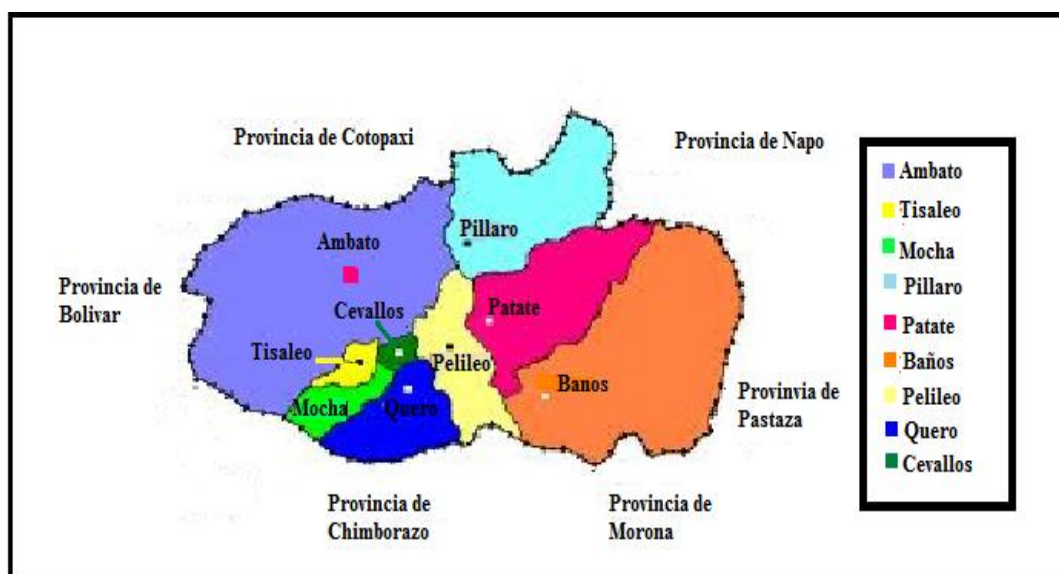 Provincia de Cotopaxi
Provincia de Napo
Ambato
Pillaro
Provincia de
Bolivar
Cevallos
Patate
Tisaleo
Pelileo
Banos
Mocha
Quero
Provinvia de
Pastaza
Provincia de
Chimborazo
Provincia de
Morona
Ambato
Tisaleo
Mocha
Pillaro
Patate
Baños
Pelileo
Quero
Cevallos